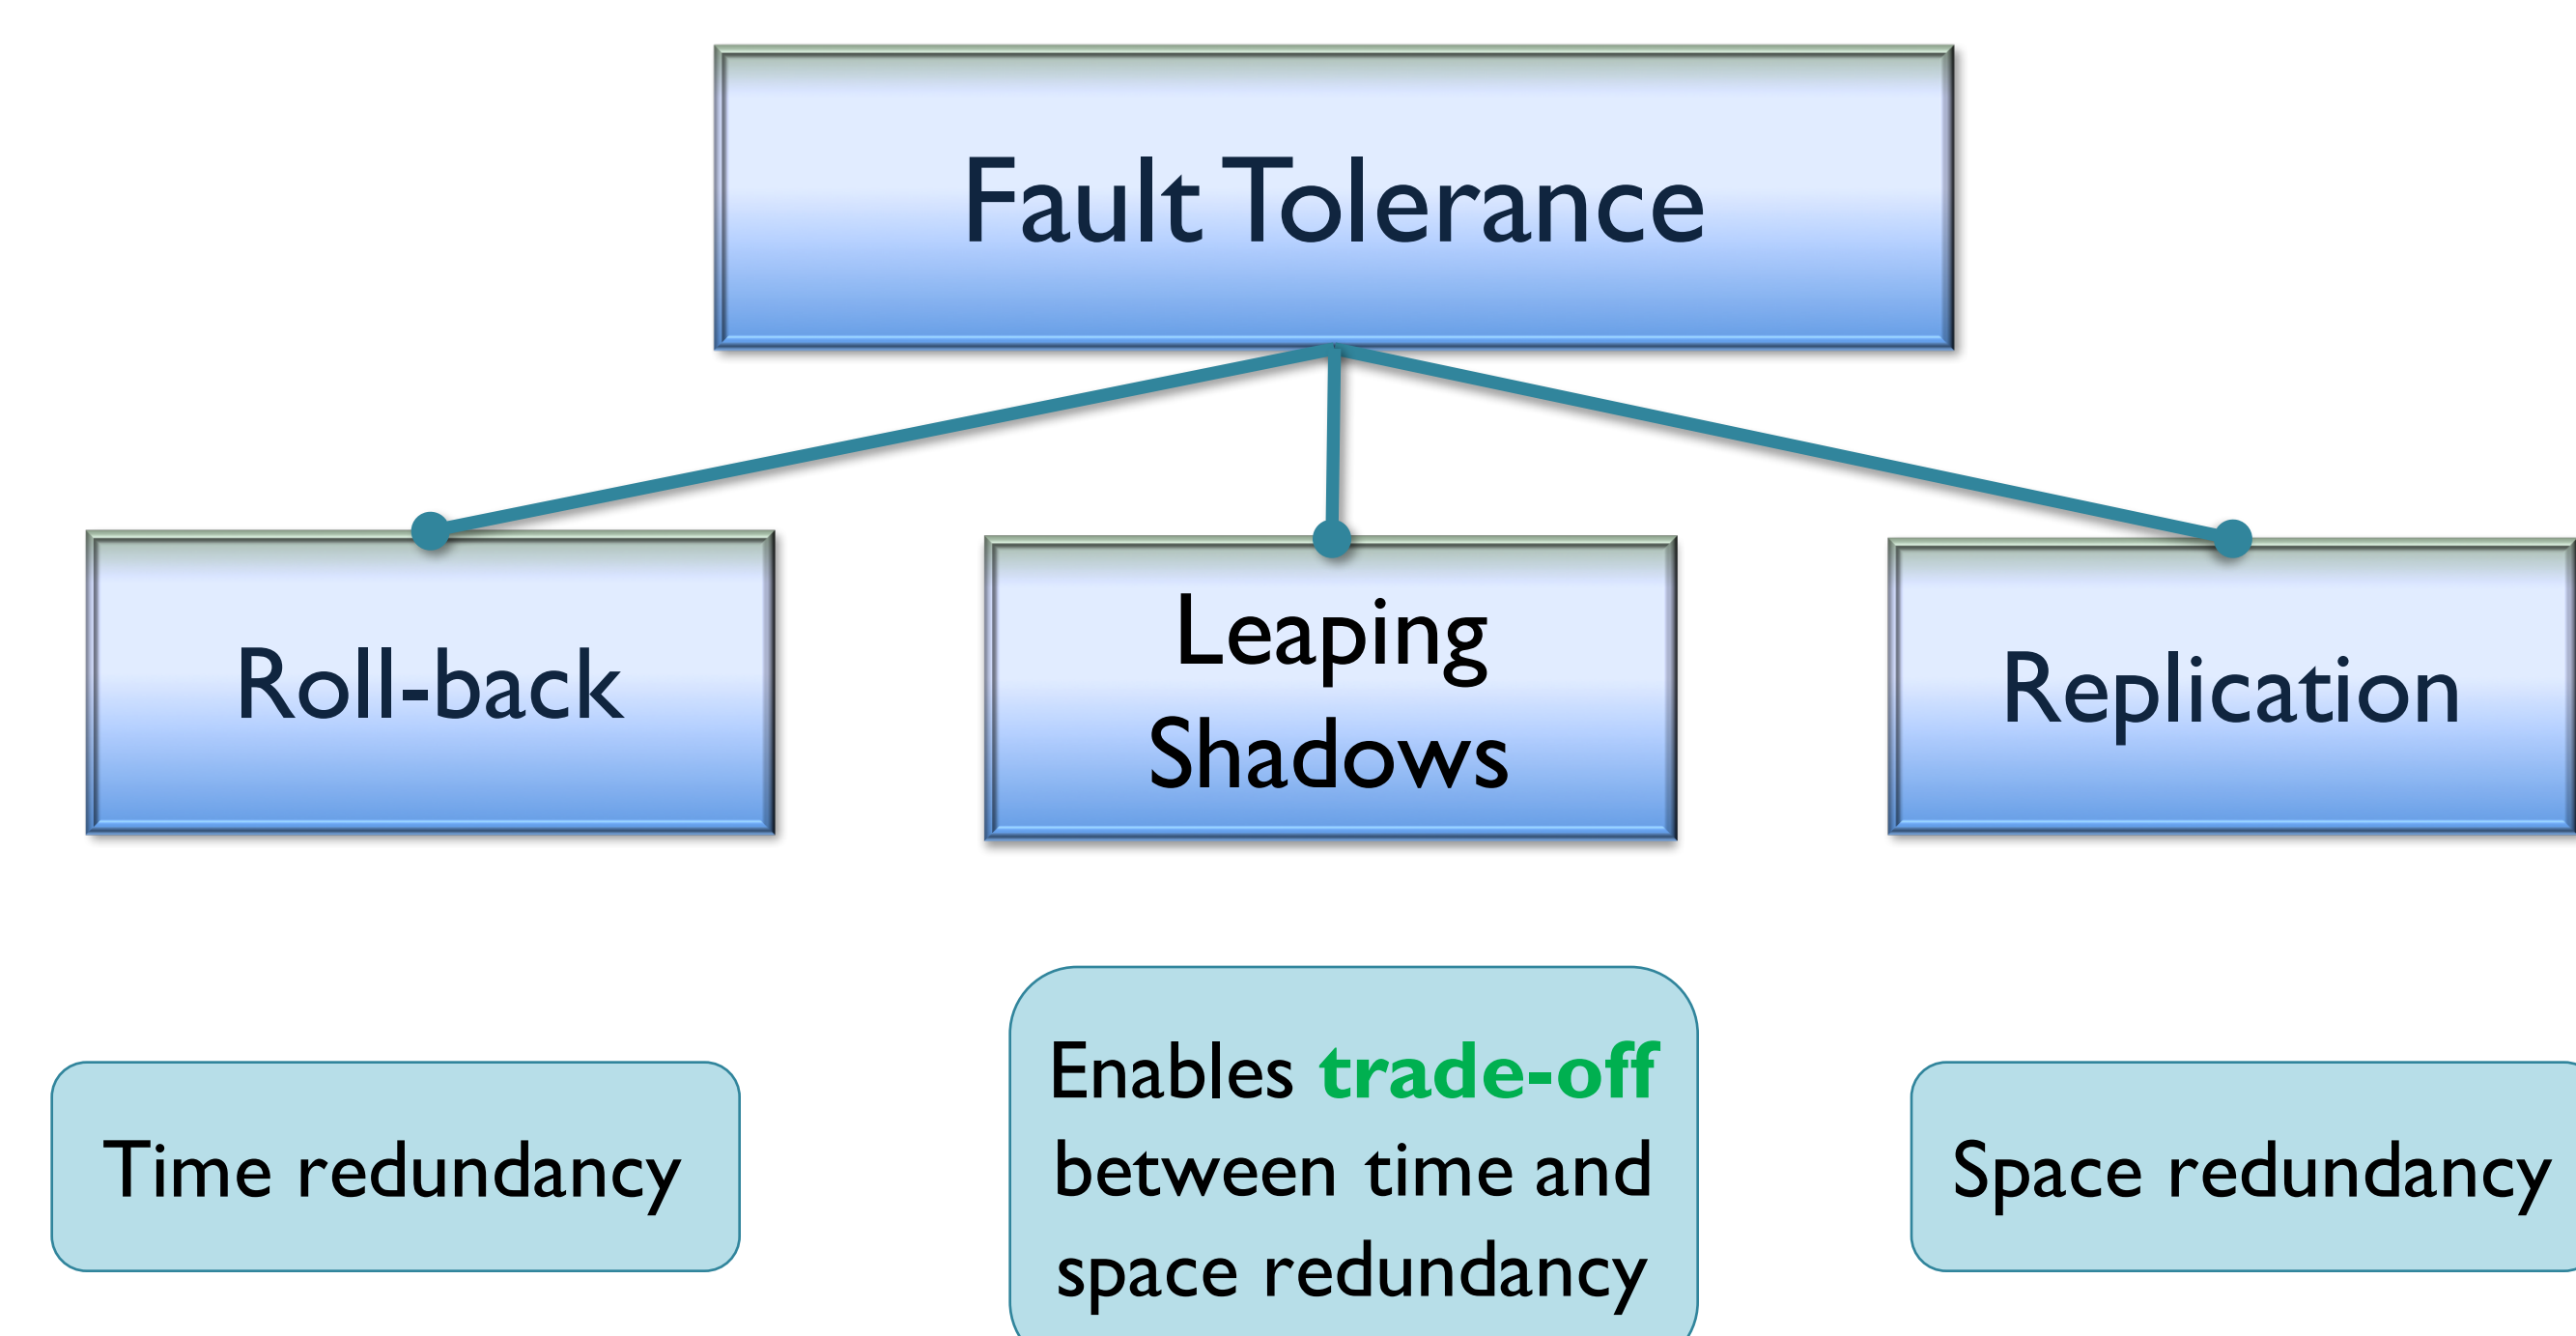 Fault Tolerance
Roll-back
Leaping
Shadows
Replication
Time redundancy
Enables trade-off
between time and
space redundancy
Space redundancy